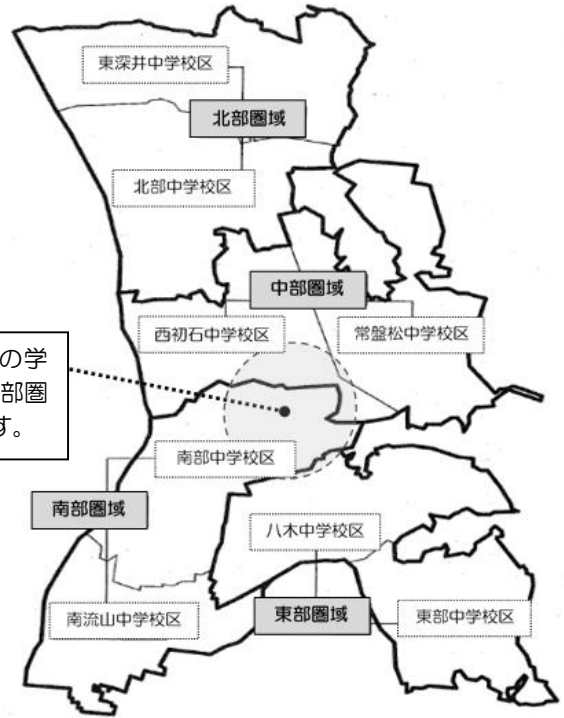 東深井中学校区
北部圏域
北部中学校区
中部圏域
西初石中学校区
常盤松中学校区
の学
部圏
す。
南部中学校区
南部圏域
八木中学校区
南流山中学校区
東部圏域
東部中学校区